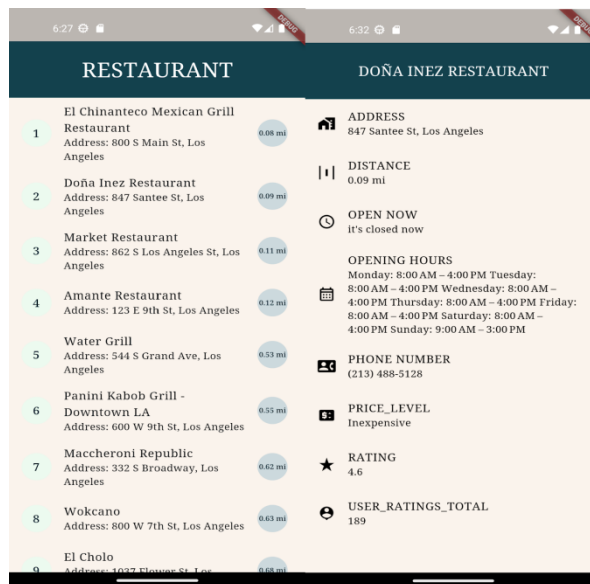 6:27
DEBUG
RESTAURANT
1
El Chinanteco Mexican Grill
Restaurant
Address: 800 S Main St, Los
Angeles
0.08 mi
2
Doña Inez Restaurant
Address: 847 Santee St, Los
Angeles
0.09 mi
3
Market Restaurant
Address: 862 S Los Angeles St, Los
Angeles
0.11 mi
4
Amante Restaurant
Address: 123 E 9th St, Los Angeles
0.12 mi
5
Water Grill
Address: 544 S Grand Ave, Los
Angeles
0.53 mi
6
Panini Kabob Grill -
Downtown LA
Address: 600 W 9th St, Los Angeles
0.55 mi
7
Maccheroni Republic
Address: 332 S Broadway, Los
Angeles
0.62 mi
8
Wokcano
Address: 800 W 7th St, Los Angeles
0.63 mi
9
El Cholo
Address: 1037 Flower St, Los
0.68 mi
6:32
DEBUG
DOÑA INEZ RESTAURANT
ADDRESS
847 Santee St, Los Angeles
DISTANCE
0.09 mi
OPEN NOW
it's closed now
OPENING HOURS
Monday: 8:00 AM – 4:00 PM Tuesday:
8:00 AM – 4:00 PM Wednesday: 8:00 AM –
4:00 PM Thursday: 8:00 AM – 4:00 PM Friday:
8:00 AM – 4:00 PM Saturday: 8:00 AM –
4:00 PM Sunday: 9:00 AM – 3:00 PM
PHONE NUMBER
(213) 488-5128
PRICE_LEVEL
Inexpensive
RATING
4.6
USER_RATINGS_TOTAL
189